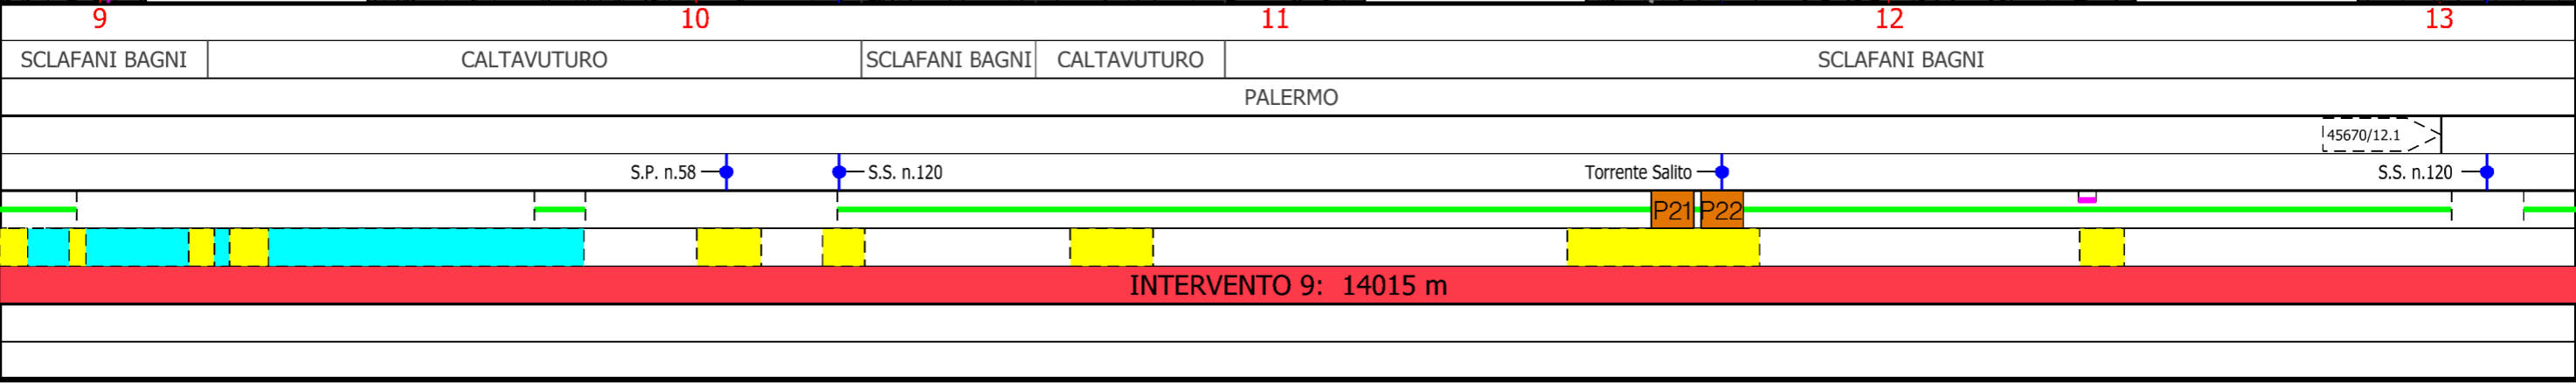 9 10 11 12 13
SCLAFANI BAGNI CALTAVUTURO SCLAFANI BAGNI CALTAVUTURO SCLAFANI BAGNI
PALERMO
45670/12.1
S.P. n.58 S.S. n.120 Torrente Salito S.S. n.120
P21 P22
INTERVENTO 9: 14015 m